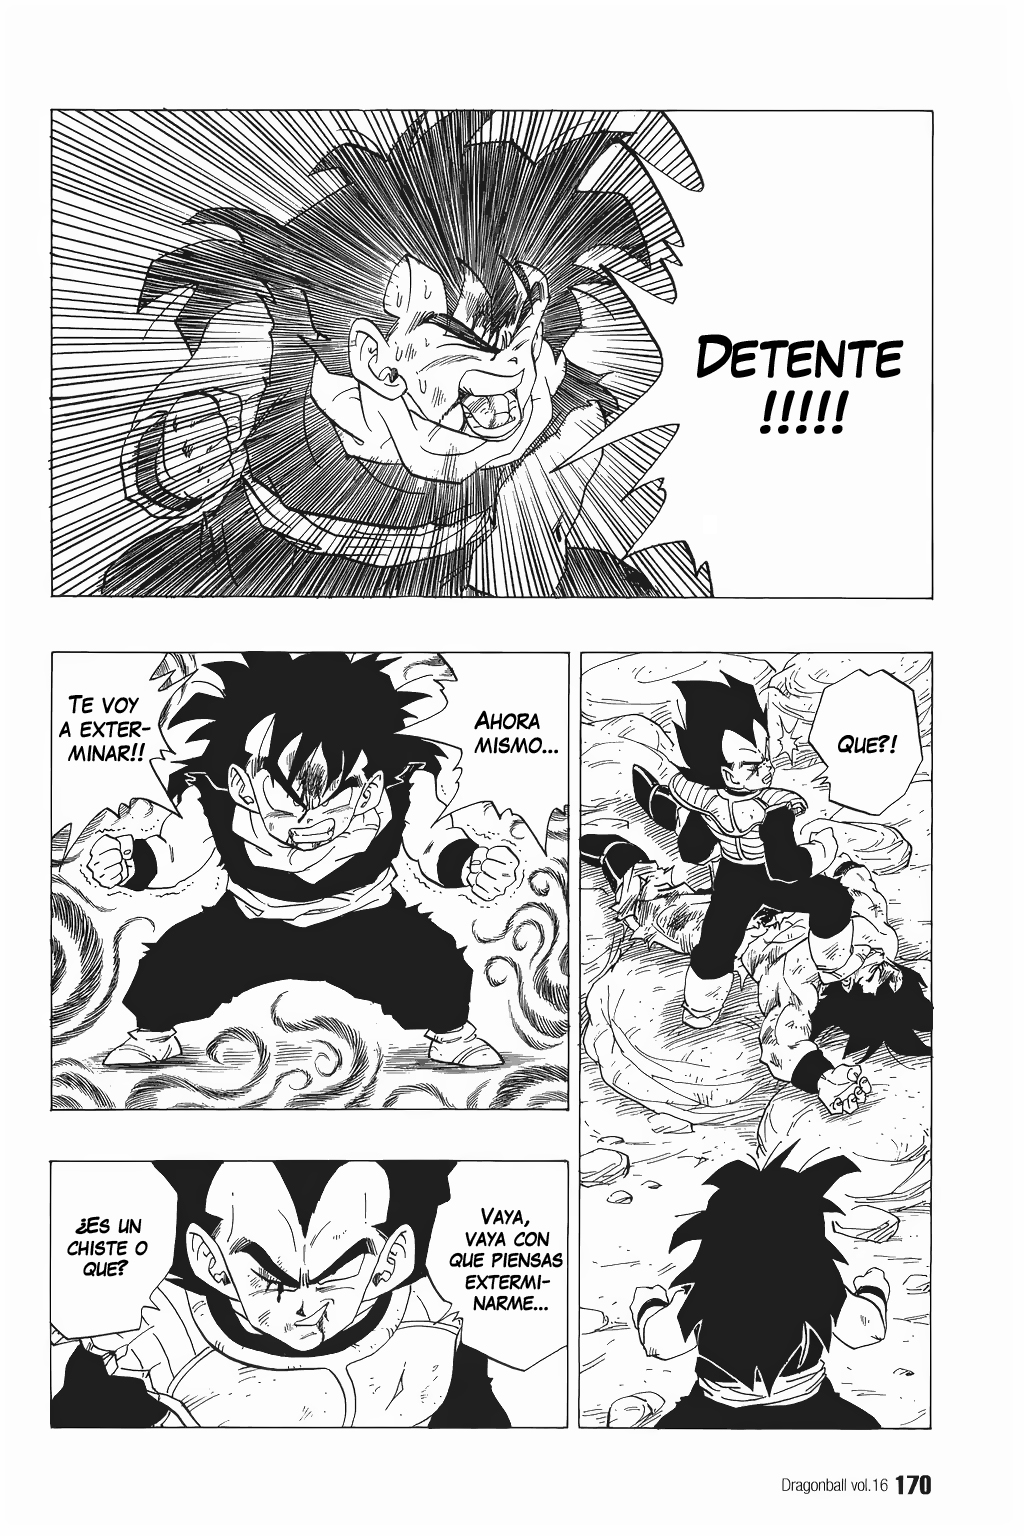 DETENTE
!!!!!
QUE?!
AHORA
MISMO...
TE VOY
A EXTER-
MINAR!!
VAYA,
VAYA CON
QUE PIENSAS
EXTERMI-
NARME...
¿ES UN
CHISTE O
QUE?
Dragonball vol.16 170